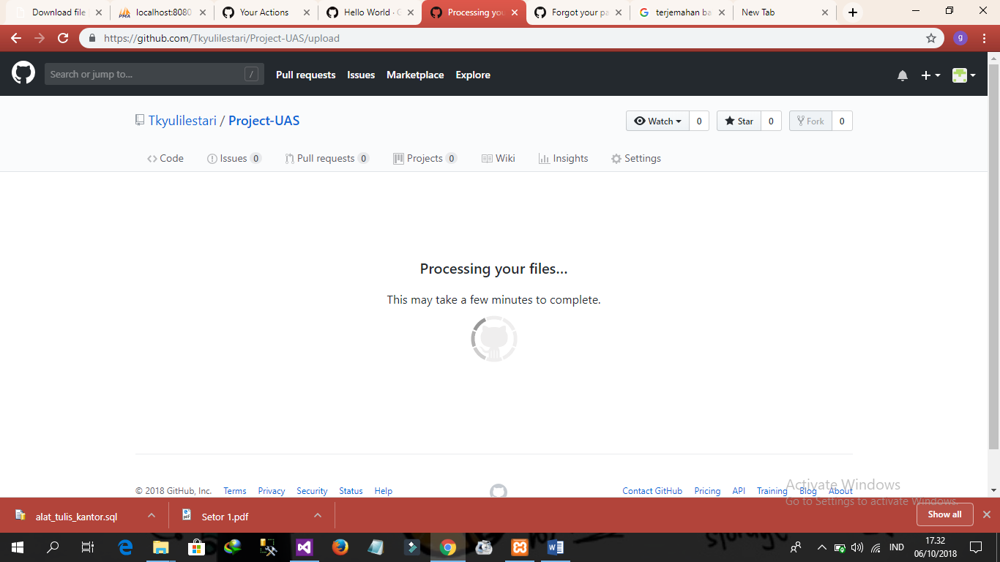 Download file
localhost:8080
Your Actions
Hello World · G
Processing you
Forgot your pa
terjemahan ba
New Tab
https://github.com/Tkyulilestari/Project-UAS/upload
g
Search or jump to...
/
Pull requests
Issues
Marketplace
Explore
Tkyulilestari / Project-UAS
Watch 0
Star 0
Fork 0
Code
Issues 0
Pull requests 0
Projects 0
Wiki
Insights
Settings
Processing your files…
This may take a few minutes to complete.
© 2018 GitHub, Inc.
Terms
Privacy
Security
Status
Help
Contact GitHub
Pricing
API
Training
Blog
About
Activate Windows
Go to Settings to activate Windows.
alat_tulis_kantor.sql
Setor 1.pdf
Show all
IND
17.32
06/10/2018